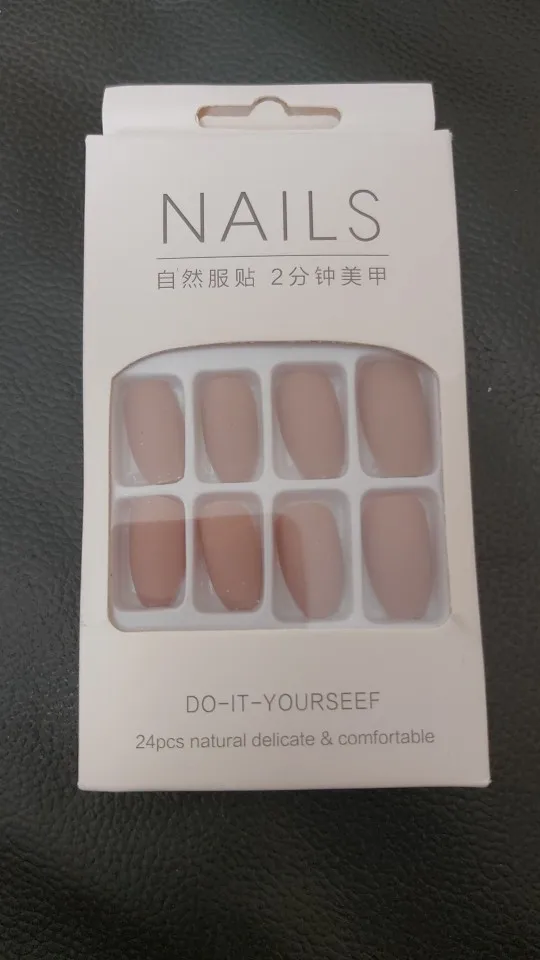 NAILS
自然服贴 2分钟美甲
DO-IT-YOURSEEF
24pcs natural delicate & comfortable